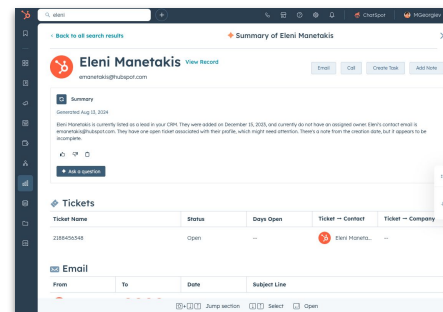 eleni
ChatSpot
MGeorgiev
Back to all search results
Summary of Eleni Manetakis
Eleni Manetakis View Record
emanetakis@hubspot.com
Email Call Create Task Add Note
Summary
Generated Aug 13, 2024
Eleni Manetakis is currently listed as a lead in your CRM. They were added on December 15, 2023, and currently do not have an assigned owner. Eleni's contact email is
emanetakis@hubspot.com. They have one open ticket associated with their profile, which might need attention. There's a note from the creation date, but it appears to be
incomplete.
Ask a question
Tickets
Ticket Name Status Days Open Ticket → Contact Ticket → Company
2188456548 Open -- Eleni Maneta... --
Email
From To Date Subject Line
Jump section Select Open